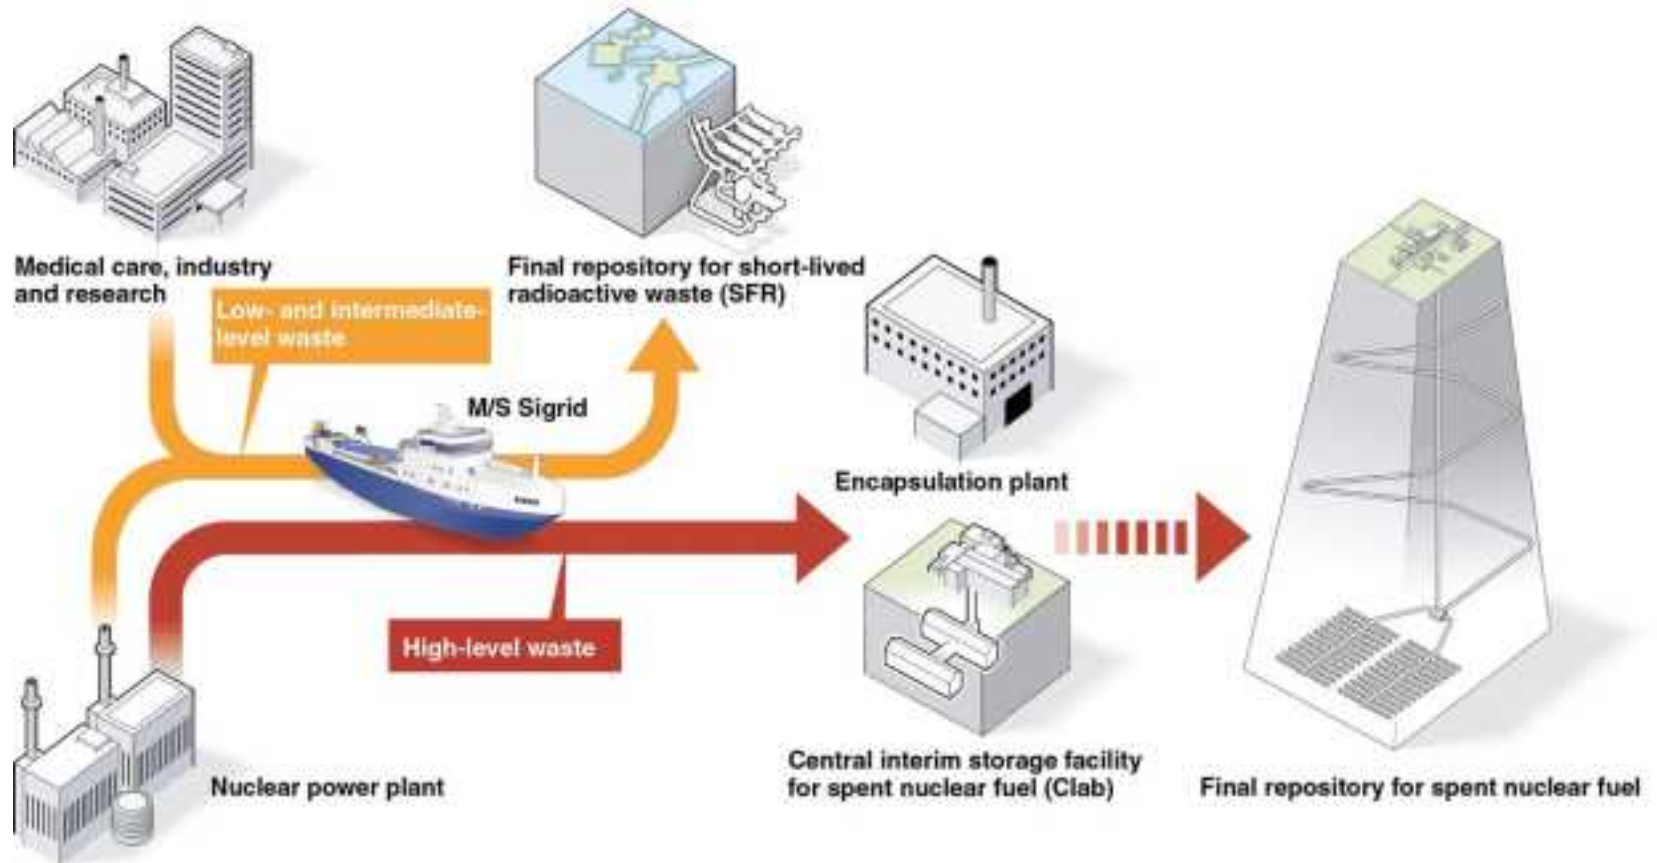 Medical care, industry
and research
Final repository for short-lived
radioactive waste (SFR)
Low- and intermediate-
level waste
M/S Sigrid
Encapsulation plant
High-level waste
Nuclear power plant
Central interim storage facility
for spent nuclear fuel (Clab)
Final repository for spent nuclear fuel